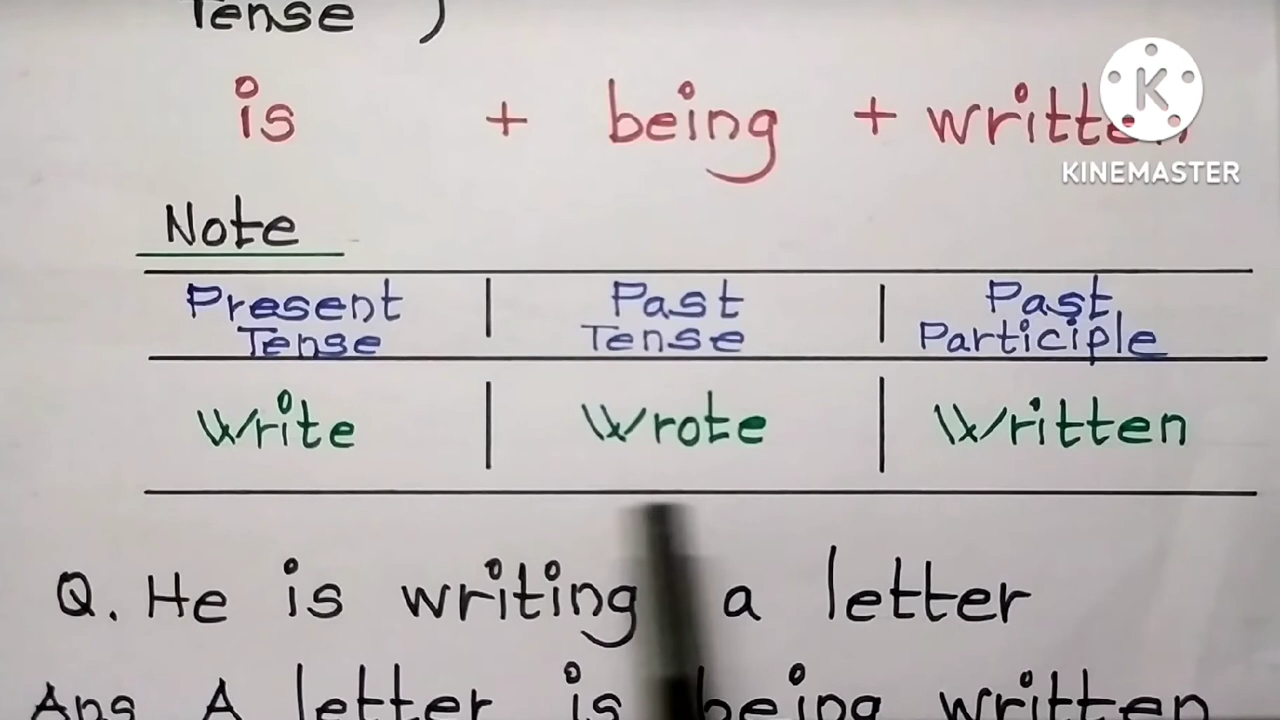 Tense )
is + being + written
K
KINEMASTER
Note
Present Tense | Past Tense | Past Participle
Write | Wrote | Written
Q. He is writing a letter
Ans A letter is being written